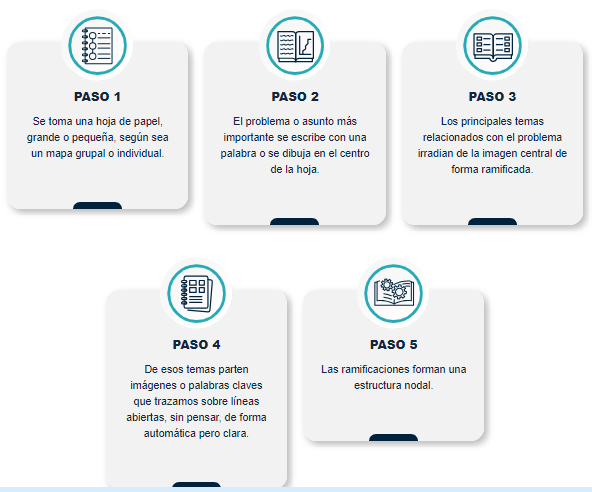 PASO 1
Se toma una hoja de papel,
grande o pequeña, según sea
un mapa grupal o individual.
PASO 2
El problema o asunto más
importante se escribe con una
palabra o se dibuja en el centro
de la hoja.
PASO 3
Los principales temas
relacionados con el problema
irradian de la imagen central de
forma ramificada.
PASO 4
De esos temas parten
imágenes o palabras claves
que trazamos sobre líneas
abiertas, sin pensar, de forma
automática pero clara.
PASO 5
Las ramificaciones forman una
estructura nodal.